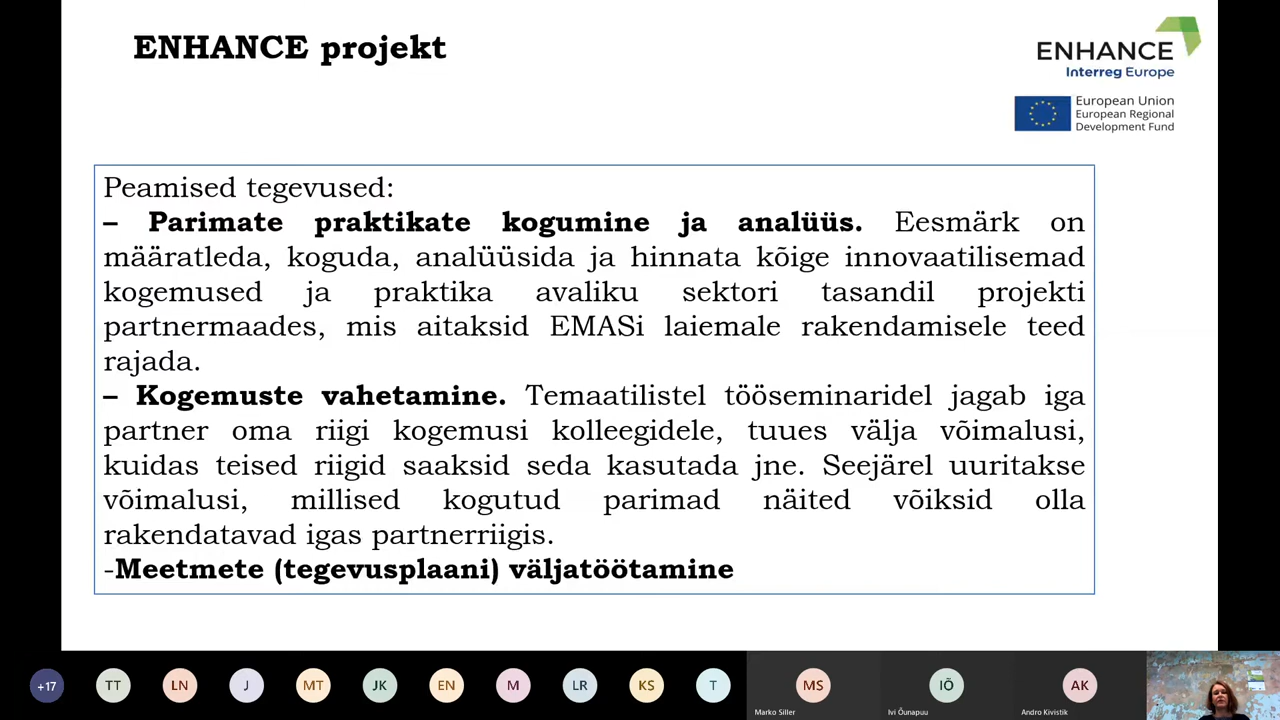 ENHANCE projekt
ENHANCE
Interreg Europe
European Union
European Regional
Development Fund
Peamised tegevused:
– Parimate praktikate kogumine ja analüüs. Eesmärk on
määratleda, koguda, analüüsida ja hinnata kõige innovaatilisemad
kogemused ja praktika avaliku sektori tasandil projekti
partnermaades, mis aitaksid EMASi laiemale rakendamisele teed
rajada.
– Kogemuste vahetamine. Temaatilistel tööseminaridel jagab iga
partner oma riigi kogemusi kolleegidele, tuues välja võimalusi,
kuidas teised riigid saaksid seda kasutada jne. Seejärel uuritakse
võimalusi, millised kogutud parimad näited võiksid olla
rakendatavad igas partnerriigis.
-Meetmete (tegevusplaani) väljatöötamine
+17 TT LN J MT JK EN M LR KS T MS IÕ AK
Marko Siller Ivi Õunapuu Andro Kivistik